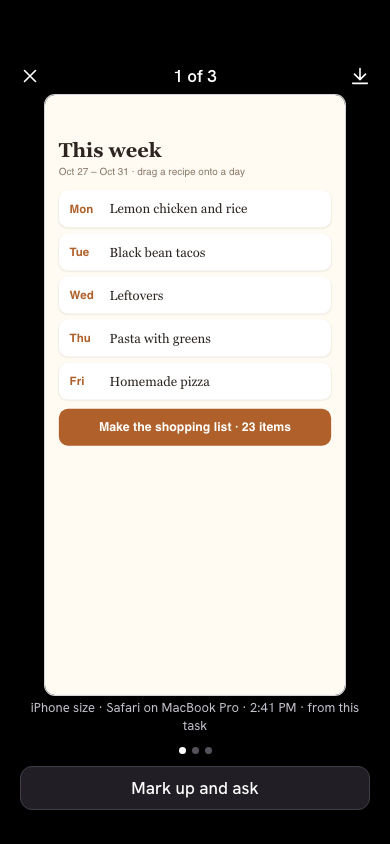 1 of 3
This week
Oct 27 – Oct 31 · drag a recipe onto a day
Mon Lemon chicken and rice
Tue Black bean tacos
Wed Leftovers
Thu Pasta with greens
Fri Homemade pizza
Make the shopping list · 23 items
iPhone size · Safari on MacBook Pro · 2:41 PM · from this
task
Mark up and ask